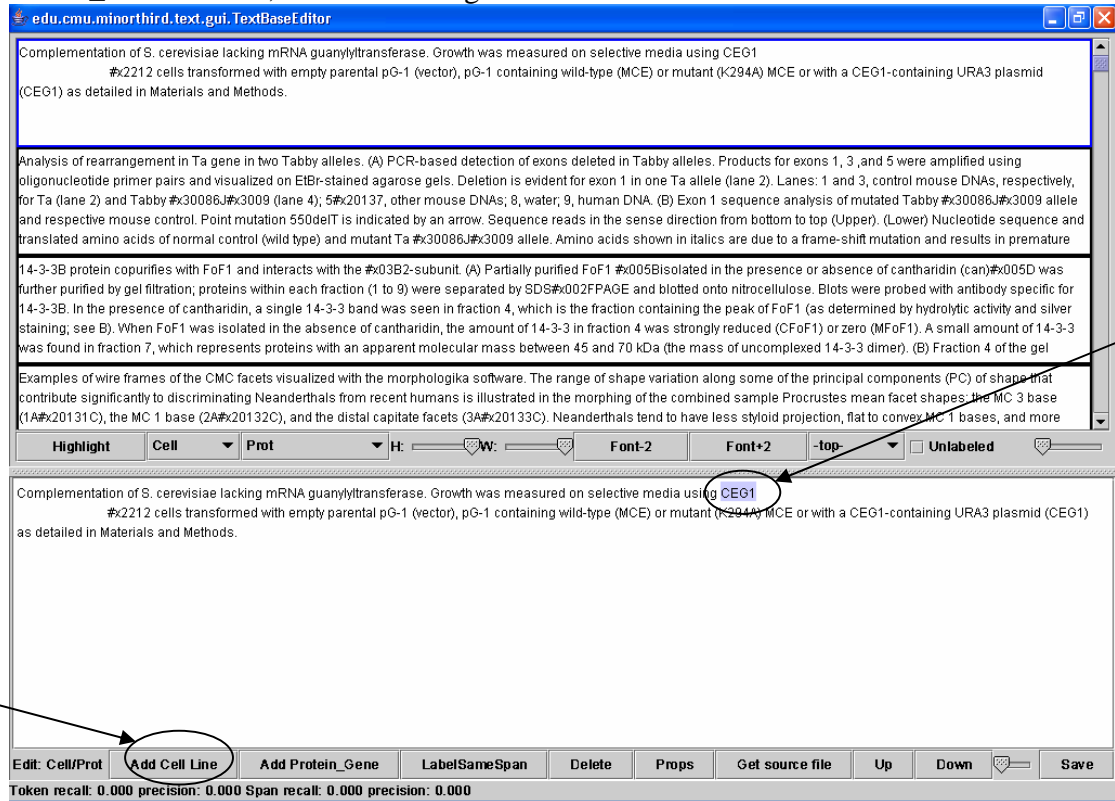 edu.cmu.minorthird.text.gui.TextBaseEditor
Complementation of S. cerevisiae lacking mRNA guanylyltransferase. Growth was measured on selective media using CEG1
#x2212 cells transformed with empty parental pG-1 (vector), pG-1 containing wild-type (MCE) or mutant (K294A) MCE or with a CEG1-containing URA3 plasmid
(CEG1) as detailed in Materials and Methods.
Analysis of rearrangement in Ta gene in two Tabby alleles. (A) PCR-based detection of exons deleted in Tabby alleles. Products for exons 1, 3 ,and 5 were amplified using
oligonucleotide primer pairs and visualized on EtBr-stained agarose gels. Deletion is evident for exon 1 in one Ta allele (lane 2). Lanes: 1 and 3, control mouse DNAs, respectively,
for Ta (lane 2) and Tabby #x30086J#x3009 (lane 4); 5#x20137, other mouse DNAs; 8, water; 9, human DNA. (B) Exon 1 sequence analysis of mutated Tabby #x30086J#x3009 allele
and respective mouse control. Point mutation 550delT is indicated by an arrow. Sequence reads in the sense direction from bottom to top (Upper). (Lower) Nucleotide sequence and
translated amino acids of normal control (wild type) and mutant Ta #x30086J#x3009 allele. Amino acids shown in italics are due to a frame-shift mutation and results in premature
14-3-3B protein copurifies with FoF1 and interacts with the #x03B2-subunit. (A) Partially purified FoF1 #x005Bisolated in the presence or absence of cantharidin (can)#x005D was
further purified by gel filtration; proteins within each fraction (1 to 9) were separated by SDS#x002FPAGE and blotted onto nitrocellulose. Blots were probed with antibody specific for
14-3-3B. In the presence of cantharidin, a single 14-3-3 band was seen in fraction 4, which is the fraction containing the peak of FoF1 (as determined by hydrolytic activity and silver
staining; see B). When FoF1 was isolated in the absence of cantharidin, the amount of 14-3-3 in fraction 4 was strongly reduced (CFoF1) or zero (MFoF1). A small amount of 14-3-3
was found in fraction 7, which represents proteins with an apparent molecular mass between 45 and 70 kDa (the mass of uncomplexed 14-3-3 dimer). (B) Fraction 4 of the gel
Examples of wire frames of the CMC facets visualized with the morphologika software. The range of shape variation along some of the principal components (PC) of shape that
contribute significantly to discriminating Neanderthals from recent humans is illustrated in the morphing of the combined sample Procrustes mean facet shapes: the MC 3 base
(1A#x20131C), the MC 1 base (2A#x20132C), and the distal capitate facets (3A#x20133C). Neanderthals tend to have less styloid projection, flat to convex MC 1 bases, and more
Highlight Cell Prot H: W: Font-2 Font+2 -top- Unlabeled
Complementation of S. cerevisiae lacking mRNA guanylyltransferase. Growth was measured on selective media using CEG1
#x2212 cells transformed with empty parental pG-1 (vector), pG-1 containing wild-type (MCE) or mutant (K294A) MCE or with a CEG1-containing URA3 plasmid (CEG1)
as detailed in Materials and Methods.
Edit: Cell/Prot Add Cell Line Add Protein_Gene LabelSameSpan Delete Props Get source file Up Down Save
Token recall: 0.000 precision: 0.000 Span recall: 0.000 precision: 0.000